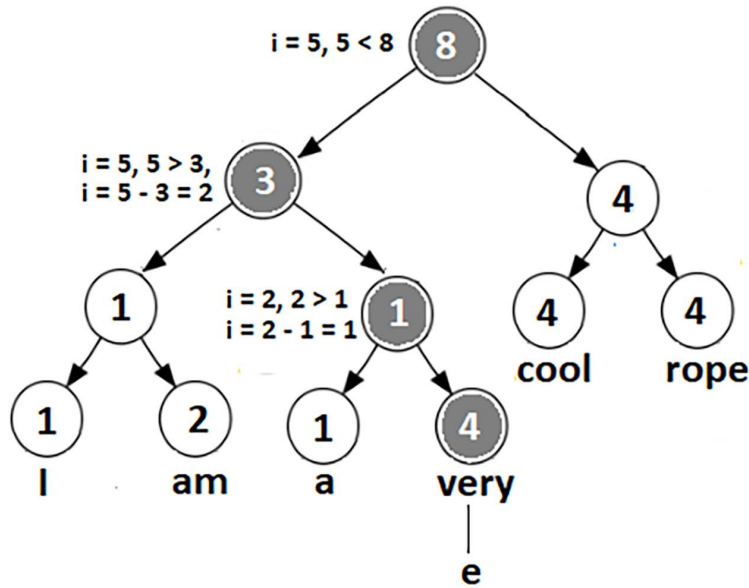 i = 5, 5 < 8
8
i = 5, 5 > 3,
i = 5 - 3 = 2
3
4
1
i = 2, 2 > 1
i = 2 - 1 = 1
1
4
4
cool
rope
1
2
1
4
I
am
a
very
e